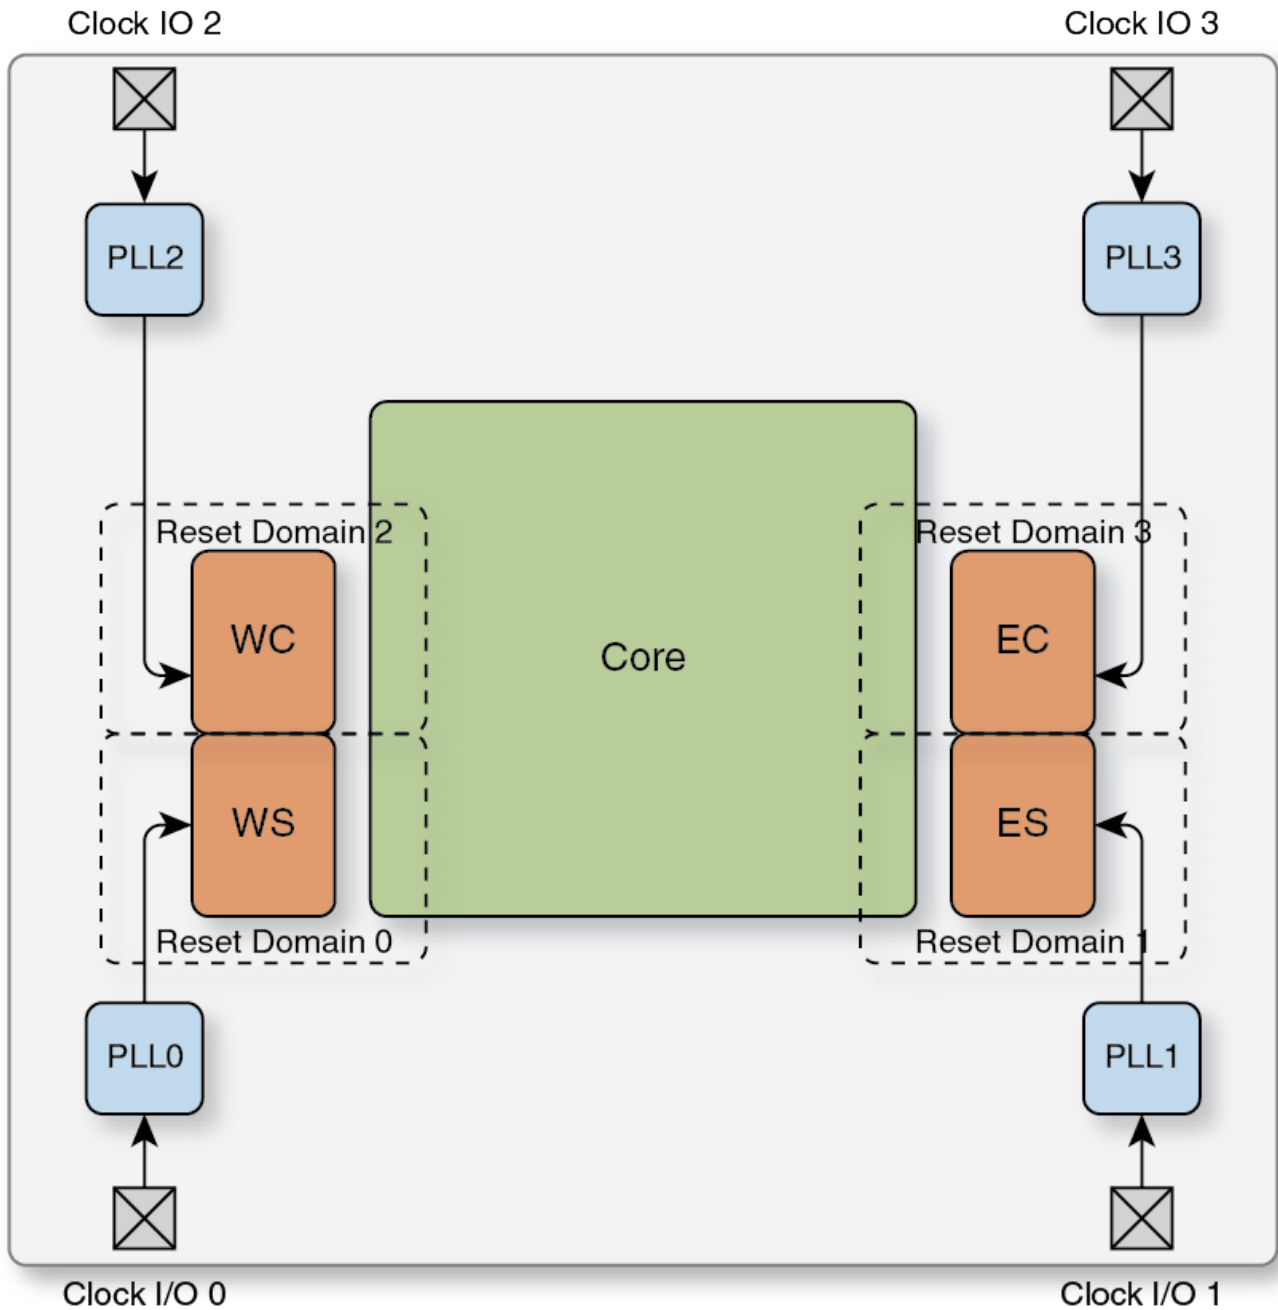 Clock IO 2
Clock IO 3
PLL2
PLL3
Reset Domain 2
Reset Domain 3
WC
EC
Core
WS
ES
Reset Domain 0
Reset Domain 1
PLL0
PLL1
Clock I/O 0
Clock I/O 1